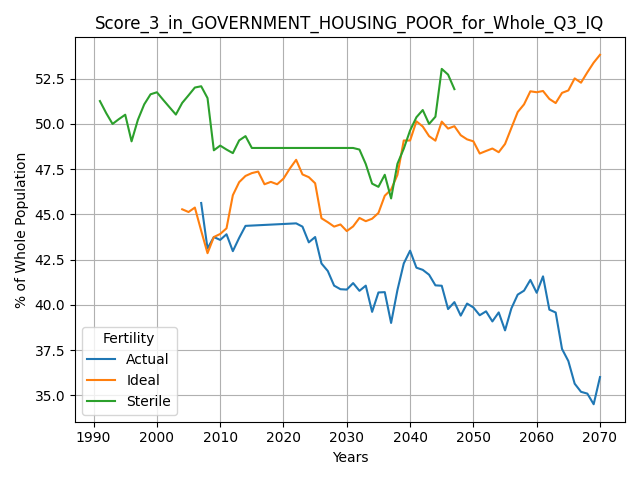 Score_3_in_GOVERNMENT_HOUSING_POOR_for_Whole_Q3_IQ
% of Whole Population
52.5
50.0
47.5
45.0
42.5
40.0
37.5
35.0
Fertility
Actual
Ideal
Sterile
1990 2000 2010 2020 2030 2040 2050 2060 2070
Years